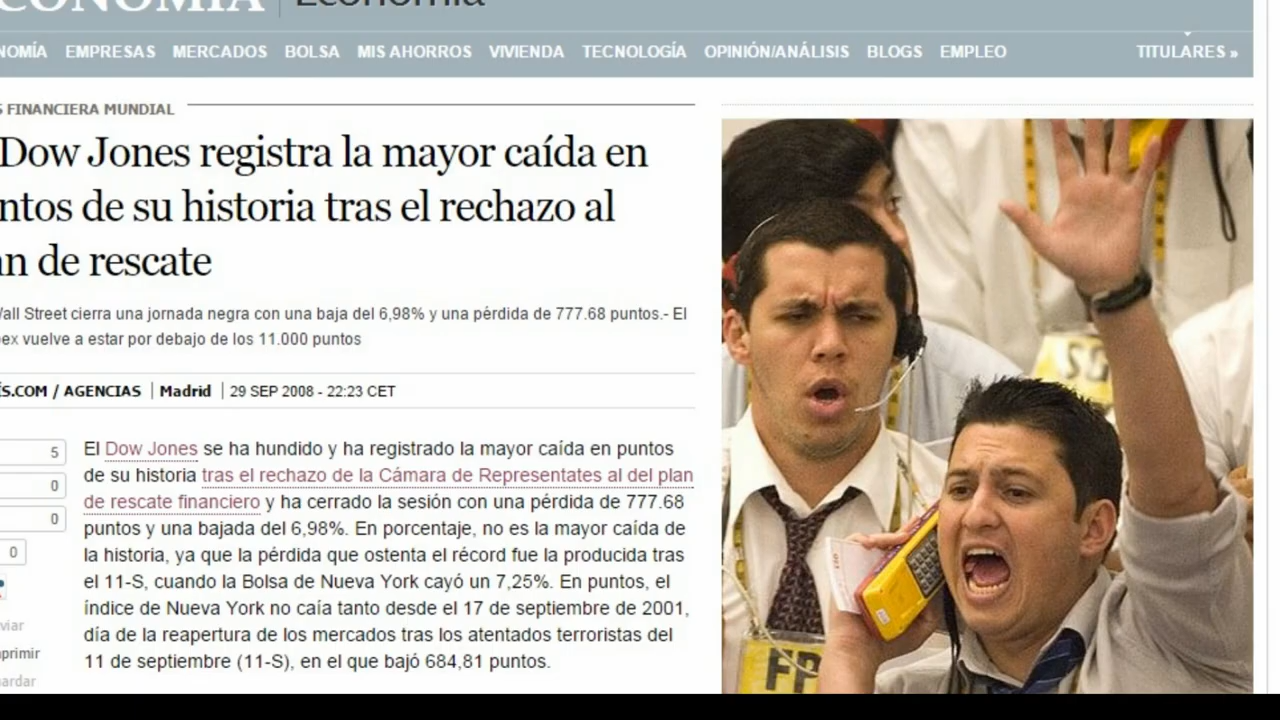 CONOMÍA Economía
NOMÍA EMPRESAS MERCADOS BOLSA MIS AHORROS VIVIENDA TECNOLOGÍA OPINIÓN/ANÁLISIS BLOGS EMPLEO TITULARES »
S FINANCIERA MUNDIAL
Dow Jones registra la mayor caída en
ntos de su historia tras el rechazo al
an de rescate
Wall Street cierra una jornada negra con una baja del 6,98% y una pérdida de 777.68 puntos.- El
ex vuelve a estar por debajo de los 11.000 puntos
ÍS.COM / AGENCIAS | Madrid | 29 SEP 2008 - 22:23 CET
5
0
0
0
viar
primir
ardar
El Dow Jones se ha hundido y ha registrado la mayor caída en puntos
de su historia tras el rechazo de la Cámara de Representates al del plan
de rescate financiero y ha cerrado la sesión con una pérdida de 777.68
puntos y una bajada del 6,98%. En porcentaje, no es la mayor caída de
la historia, ya que la pérdida que ostenta el récord fue la producida tras
el 11-S, cuando la Bolsa de Nueva York cayó un 7,25%. En puntos, el
índice de Nueva York no caía tanto desde el 17 de septiembre de 2001,
día de la reapertura de los mercados tras los atentados terroristas del
11 de septiembre (11-S), en el que bajó 684,81 puntos.